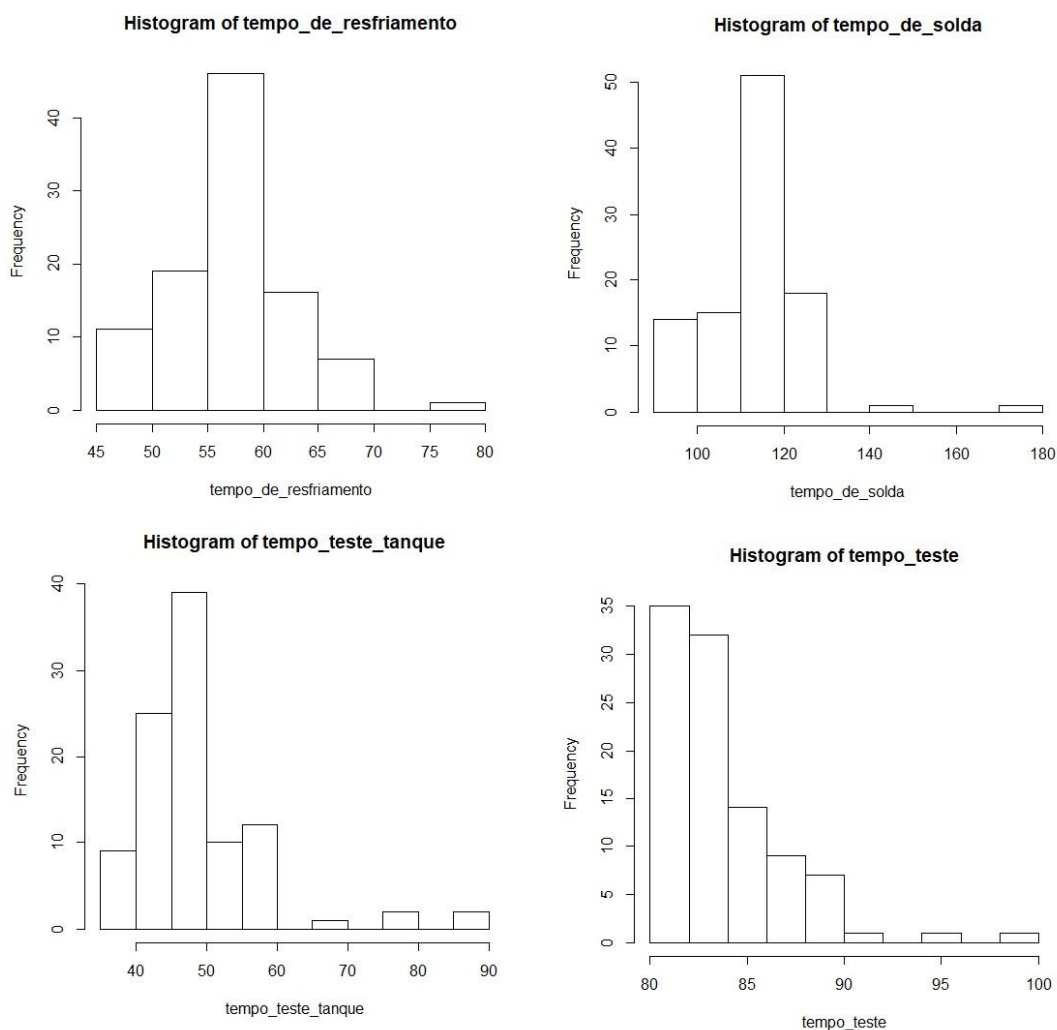 Histogram of tempo_de_resfriamento
Frequency
0 10 20 30 40
45 50 55 60 65 70 75 80
tempo_de_resfriamento
Histogram of tempo_de_solda
Frequency
0 10 20 30 40 50
100 120 140 160 180
tempo_de_solda
Histogram of tempo_teste_tanque
Frequency
0 10 20 30 40
40 50 60 70 80 90
tempo_teste_tanque
Histogram of tempo_teste
Frequency
0 5 10 15 20 25 30 35
80 85 90 95 100
tempo_teste